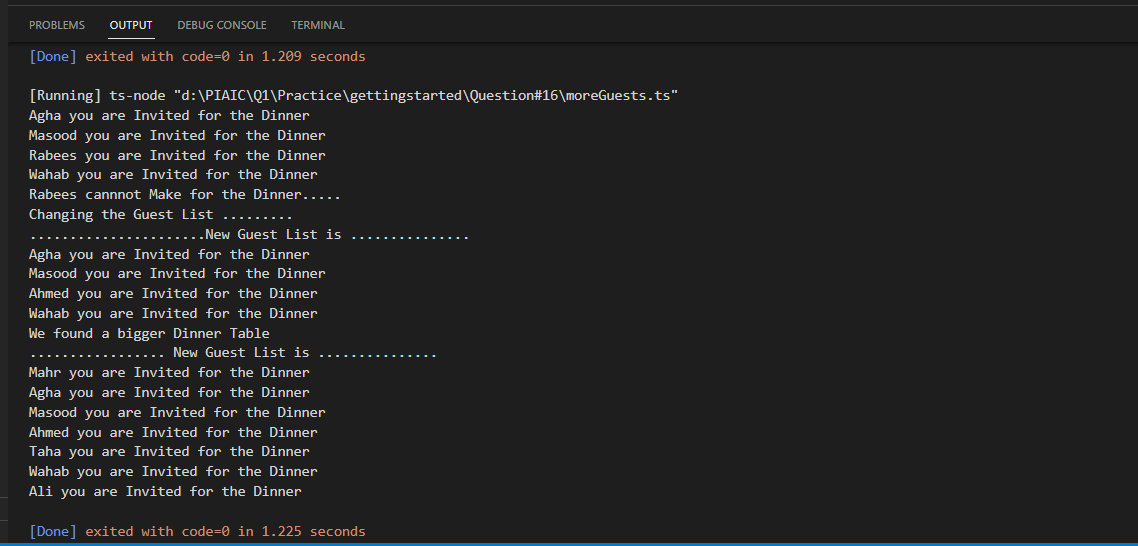 PROBLEMS OUTPUT DEBUG CONSOLE TERMINAL
[Done] exited with code=0 in 1.209 seconds
[Running] ts-node "d:\PIAIC\Q1\Practice\gettingstarted\Question#16\moreGuests.ts"
Agha you are Invited for the Dinner
Masood you are Invited for the Dinner
Rabees you are Invited for the Dinner
Wahab you are Invited for the Dinner
Rabees cannnot Make for the Dinner.....
Changing the Guest List .........
......................New Guest List is ...............
Agha you are Invited for the Dinner
Masood you are Invited for the Dinner
Ahmed you are Invited for the Dinner
Wahab you are Invited for the Dinner
We found a bigger Dinner Table
................. New Guest List is ...............
Mahr you are Invited for the Dinner
Agha you are Invited for the Dinner
Masood you are Invited for the Dinner
Ahmed you are Invited for the Dinner
Taha you are Invited for the Dinner
Wahab you are Invited for the Dinner
Ali you are Invited for the Dinner
[Done] exited with code=0 in 1.225 seconds